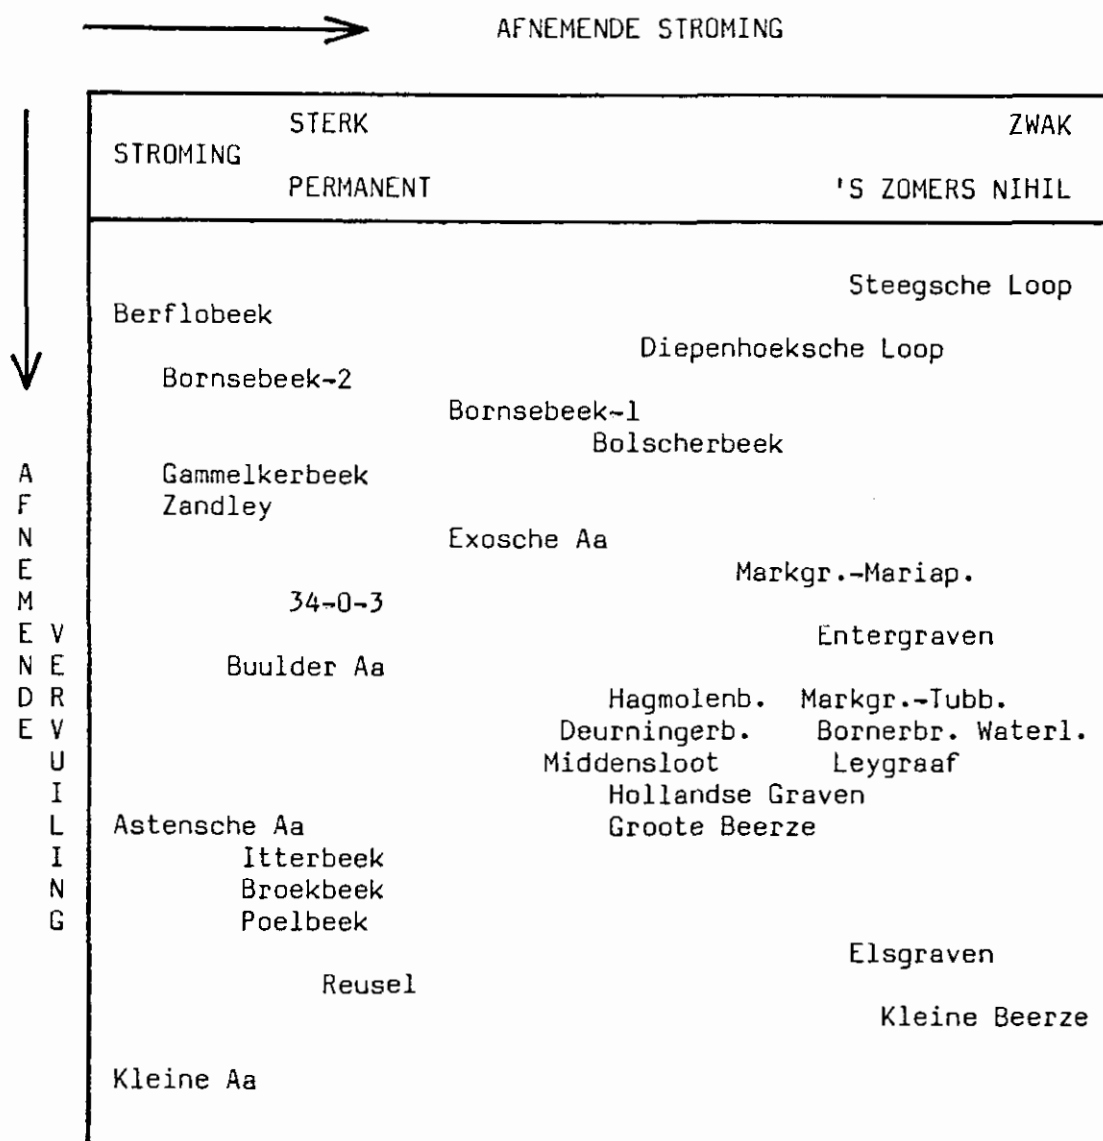 AFNEMENDE STROMING
STERK ZWAK
STROMING
PERMANENT 'S ZOMERS NIHIL
Steegsche Loop
Berflobeek
Diepenhoeksche Loop
Bornsebeek-2
Bornsebeek-1
Bolscherbeek
Gammelkerbeek
Zandley
Exosche Aa
Markgr.-Mariap.
34-0-3
Entergraven
Buulder Aa
Hagmolenb. Markgr.-Tubb.
Deurningerb. Bornerbr. Waterl.
Middensloot Leygraaf
Hollandse Graven
Astensche Aa Groote Beerze
Itterbeek
Broekbeek
Poelbeek
Elsgraven
Reusel
Kleine Beerze
Kleine Aa
AFNEMENDE
VERVUILING